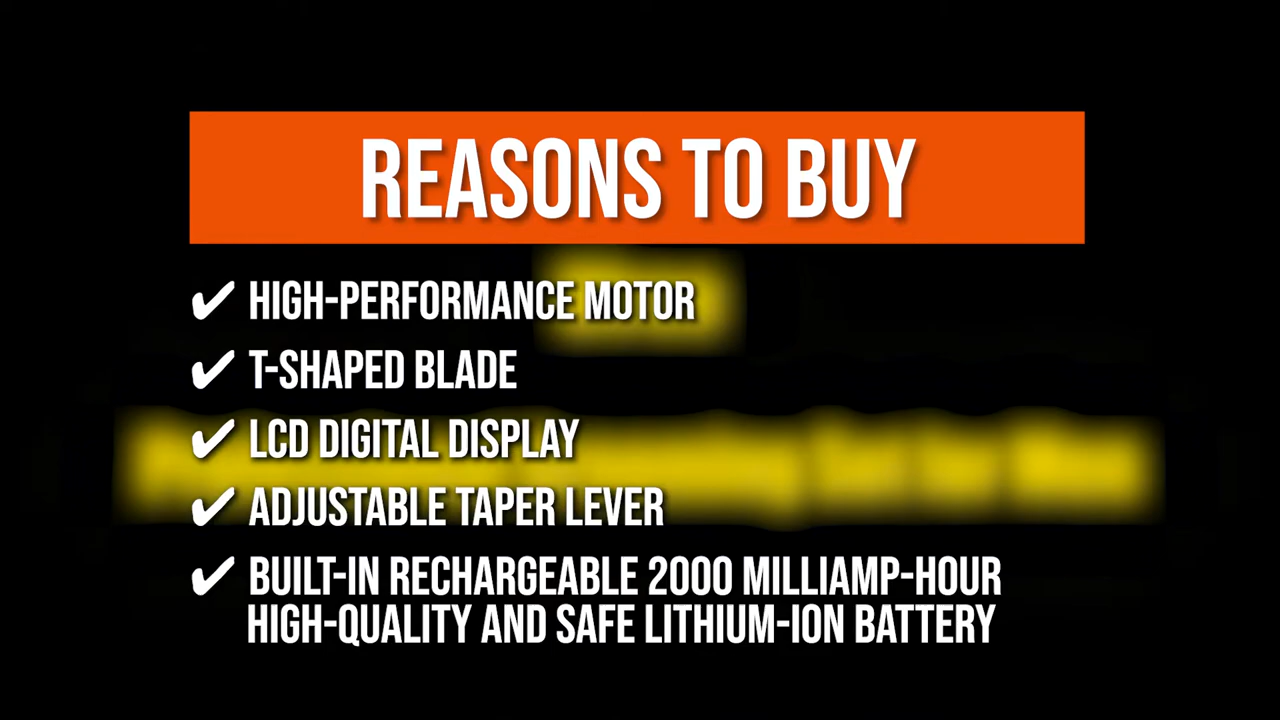 REASONS TO BUY
✔ HIGH-PERFORMANCE MOTOR
✔ T-SHAPED BLADE
✔ LCD DIGITAL DISPLAY
✔ ADJUSTABLE TAPER LEVER
✔ BUILT-IN RECHARGEABLE 2000 MILLIAMP-HOUR
HIGH-QUALITY AND SAFE LITHIUM-ION BATTERY